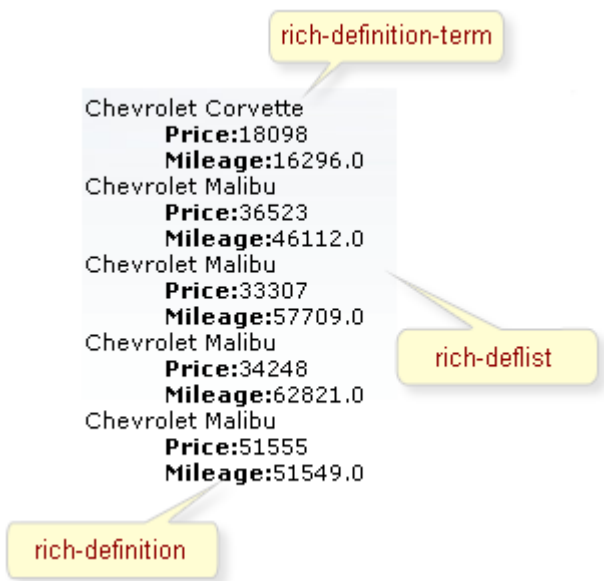 rich-definition-term
Chevrolet Corvette
Price:18098
Mileage:16296.0
Chevrolet Malibu
Price:36523
Mileage:46112.0
Chevrolet Malibu
Price:33307
Mileage:57709.0
Chevrolet Malibu
Price:34248
Mileage:62821.0
rich-deflist
Chevrolet Malibu
Price:51555
Mileage:51549.0
rich-definition